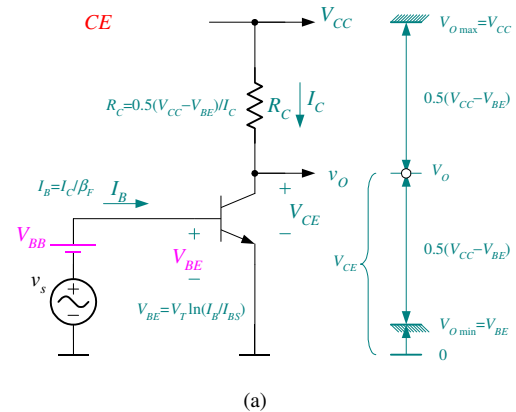 CE
V_CC
V_O max=V_CC
R_C=0.5(V_CC–V_BE)/I_C
R_C
I_C
0.5(V_CC–V_BE)
I_B=I_C/β_F
I_B
v_O
V_O
+
V_CE
–
+
V_BE
–
V_BB
V_CE
0.5(V_CC–V_BE)
v_s
+
–
V_BE=V_T ln(I_B/I_BS)
V_O min=V_BE
0
(a)